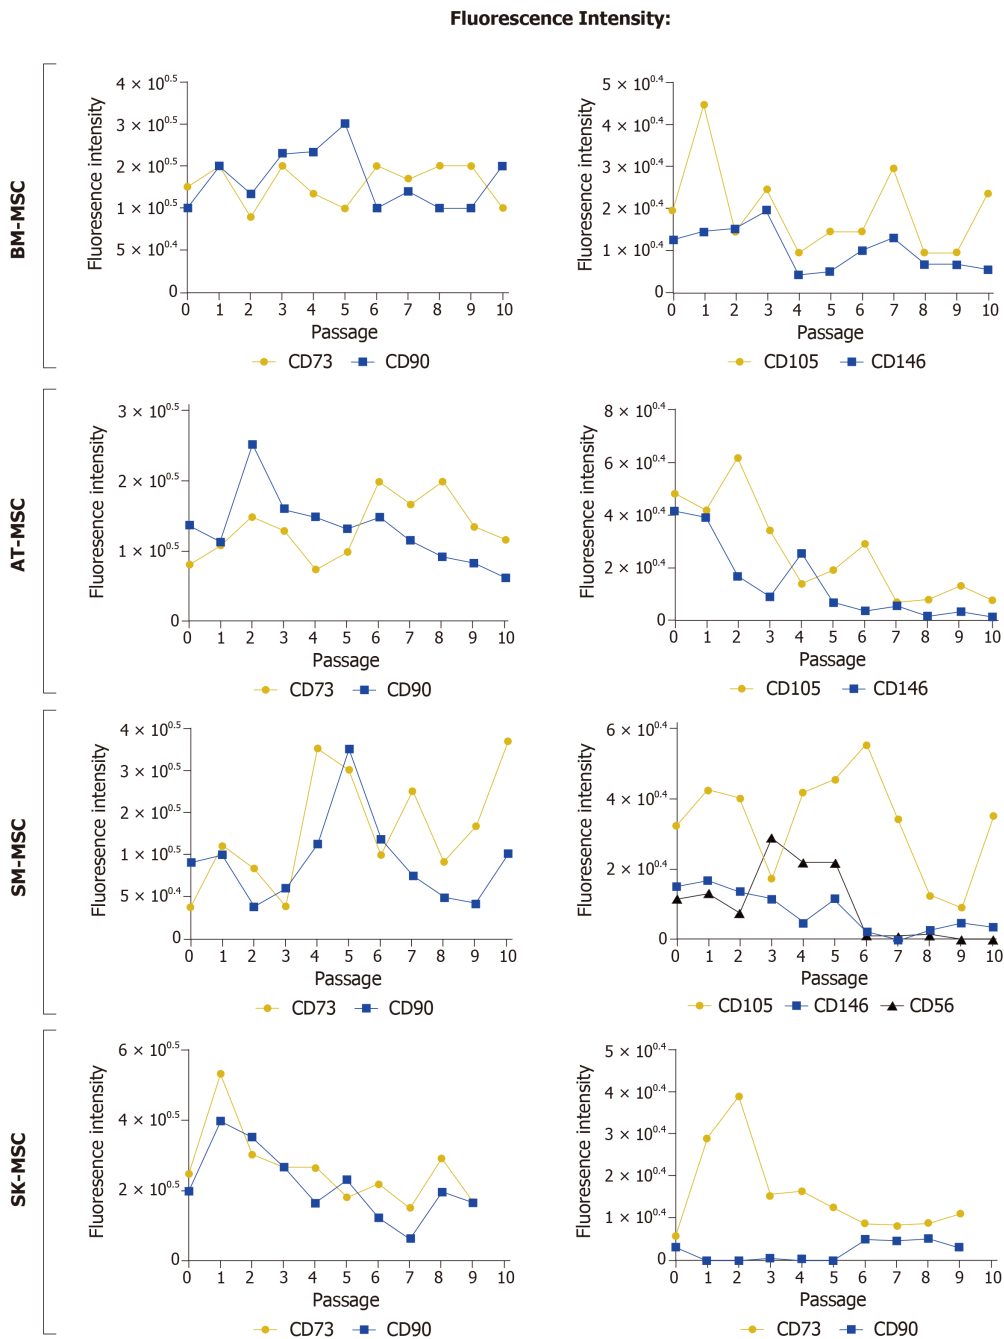 Fluorescence Intensity:
BM-MSC
Fluoresence intensity
4 × 10^0.5
3 × 10^0.5
2 × 10^0.5
1 × 10^0.5
5 × 10^0.4
0
0 1 2 3 4 5 6 7 8 9 10
Passage
CD73 CD90
Fluoresence intensity
5 × 10^0.4
4 × 10^0.4
3 × 10^0.4
2 × 10^0.4
1 × 10^0.4
0
0 1 2 3 4 5 6 7 8 9 10
Passage
CD105 CD146
AT-MSC
Fluoresence intensity
3 × 10^0.5
2 × 10^0.5
1 × 10^0.5
0
0 1 2 3 4 5 6 7 8 9 10
Passage
CD73 CD90
Fluoresence intensity
8 × 10^0.4
6 × 10^0.4
4 × 10^0.4
2 × 10^0.4
0
0 1 2 3 4 5 6 7 8 9 10
Passage
CD105 CD146
SM-MSC
Fluoresence intensity
4 × 10^0.5
3 × 10^0.5
2 × 10^0.5
1 × 10^0.5
5 × 10^0.4
0
0 1 2 3 4 5 6 7 8 9 10
Passage
CD73 CD90
Fluoresence intensity
6 × 10^0.4
4 × 10^0.4
2 × 10^0.4
0
0 1 2 3 4 5 6 7 8 9 10
Passage
CD105 CD146 CD56
SK-MSC
Fluoresence intensity
6 × 10^0.5
4 × 10^0.5
2 × 10^0.5
0
0 1 2 3 4 5 6 7 8 9 10
Passage
CD73 CD90
Fluoresence intensity
5 × 10^0.4
4 × 10^0.4
3 × 10^0.4
2 × 10^0.4
1 × 10^0.4
0
0 1 2 3 4 5 6 7 8 9 10
Passage
CD73 CD90